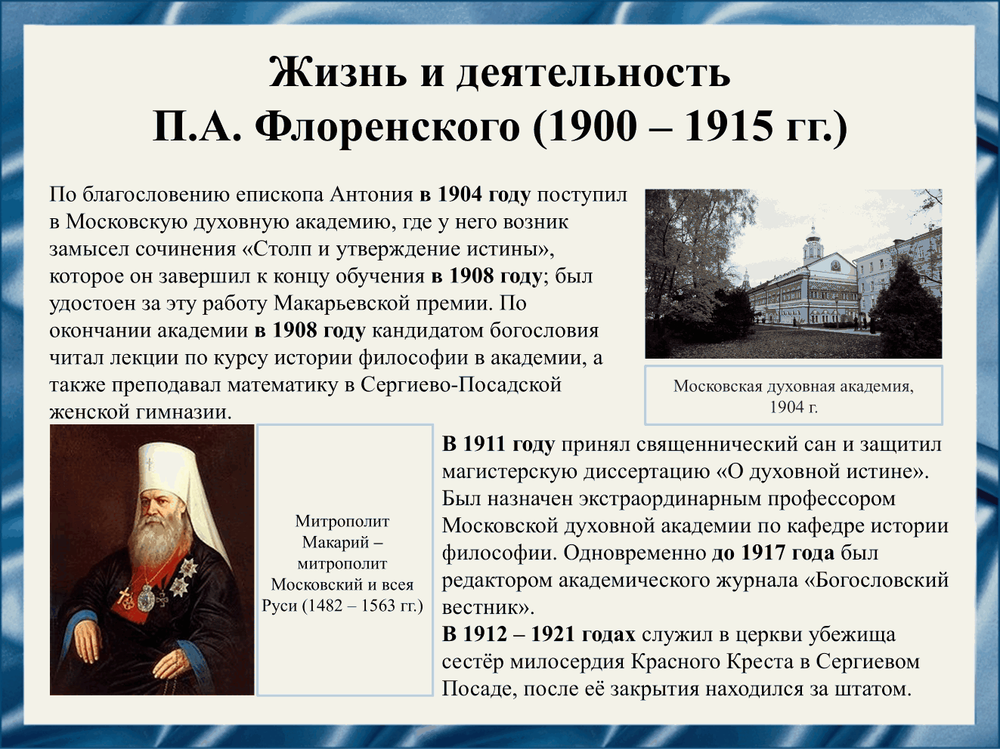 Жизнь и деятельность
П.А. Флоренского (1900 – 1915 гг.)
По благословению епископа Антония в 1904 году поступил
в Московскую духовную академию, где у него возник
замысел сочинения «Столп и утверждение истины»,
которое он завершил к концу обучения в 1908 году; был
удостоен за эту работу Макарьевской премии. По
окончании академии в 1908 году кандидатом богословия
читал лекции по курсу истории философии в академии, а
также преподавал математику в Сергиево-Посадской
женской гимназии.
Московская духовная академия,
1904 г.
Митрополит
Макарий –
митрополит
Московский и всея
Руси (1482 – 1563 гг.)
В 1911 году принял священнический сан и защитил
магистерскую диссертацию «О духовной истине».
Был назначен экстраординарным профессором
Московской духовной академии по кафедре истории
философии. Одновременно до 1917 года был
редактором академического журнала «Богословский
вестник».
В 1912 – 1921 годах служил в церкви убежища
сестёр милосердия Красного Креста в Сергиевом
Посаде, после её закрытия находился за штатом.